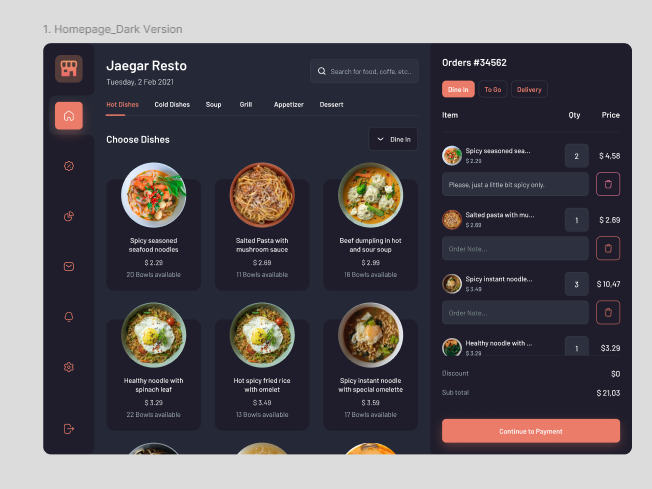 1. Homepage_Dark Version
Jaegar Resto
Tuesday, 2 Feb 2021
Search for food, coffe, etc..
Hot Dishes
Cold Dishes
Soup
Grill
Appetizer
Dessert
Choose Dishes
Dine In
Spicy seasoned
seafood noodles
$ 2.29
20 Bowls available
Salted Pasta with
mushroom sauce
$ 2.69
11 Bowls available
Beef dumpling in hot
and sour soup
$ 2.99
16 Bowls available
Healthy noodle with
spinach leaf
$ 3.29
22 Bowls available
Hot spicy fried rice
with omelet
$ 3.49
13 Bowls available
Spicy instant noodle
with special omelette
$ 3.59
17 Bowls available
Orders #34562
Dine In
To Go
Delivery
Item
Qty
Price
Spicy seasoned sea...
$ 2.29
2
$ 4,58
Please, just a little bit spicy only.
Salted pasta with mu...
$ 2.69
1
$ 2.69
Order Note...
Spicy instant noodle...
$ 3.49
3
$ 10,47
Order Note...
Healthy noodle with ...
$ 3.29
1
$3.29
Discount
$0
Sub total
$ 21,03
Continue to Payment